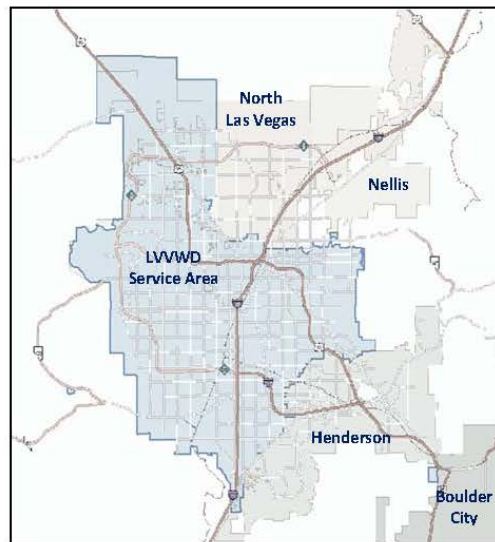 North
Las Vegas
Nellis
LVVWD
Service Area
Henderson
Boulder
City